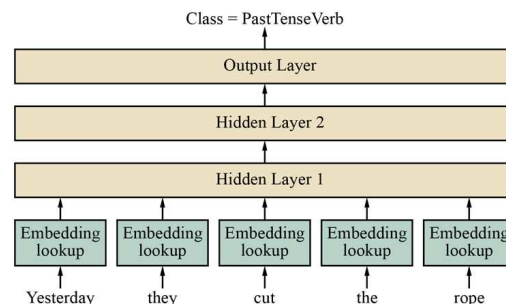 Class = PastTenseVerb
Output Layer
Hidden Layer 2
Hidden Layer 1
Embedding lookup Embedding lookup Embedding lookup Embedding lookup Embedding lookup
Yesterday they cut the rope